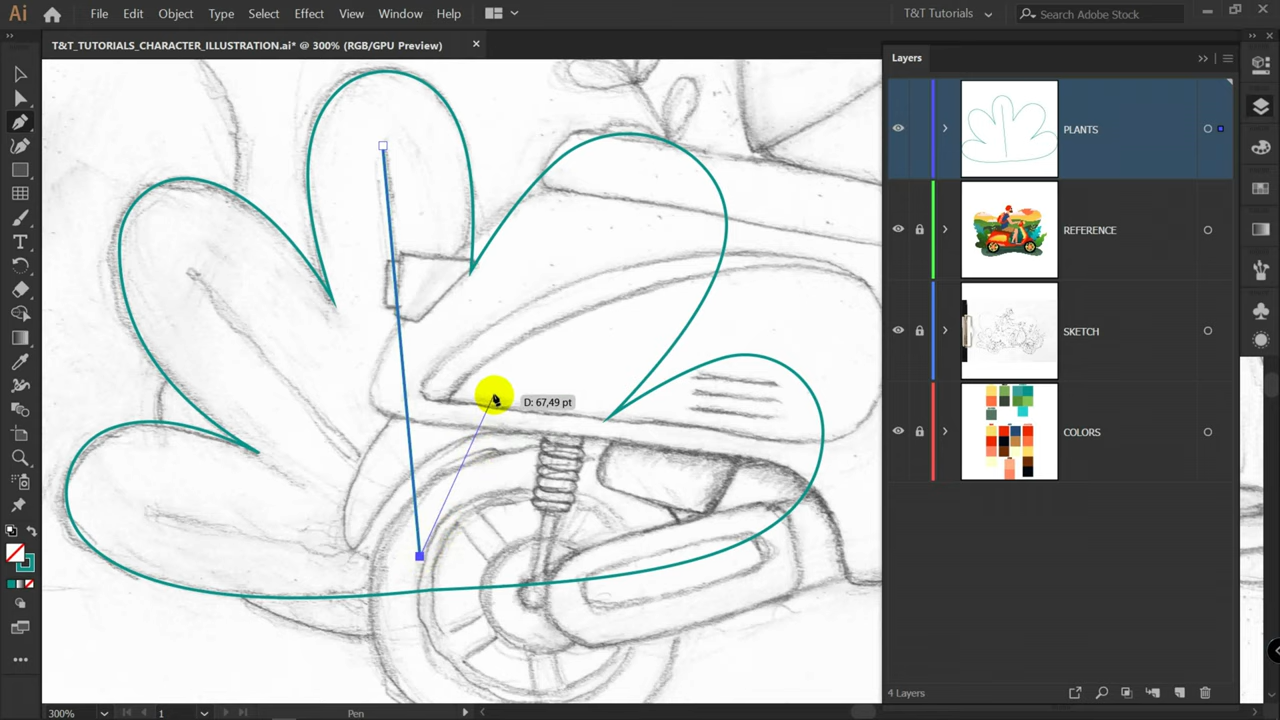 Ai File Edit Object Type Select Effect View Window Help T&T Tutorials Search Adobe Stock
T&T_TUTORIALS_CHARACTER_ILLUSTRATION.ai* @ 300% (RGB/GPU Preview)
Layers
PLANTS
REFERENCE
SKETCH
COLORS
D: 67,49 pt
4 Layers
300% 1 Pen